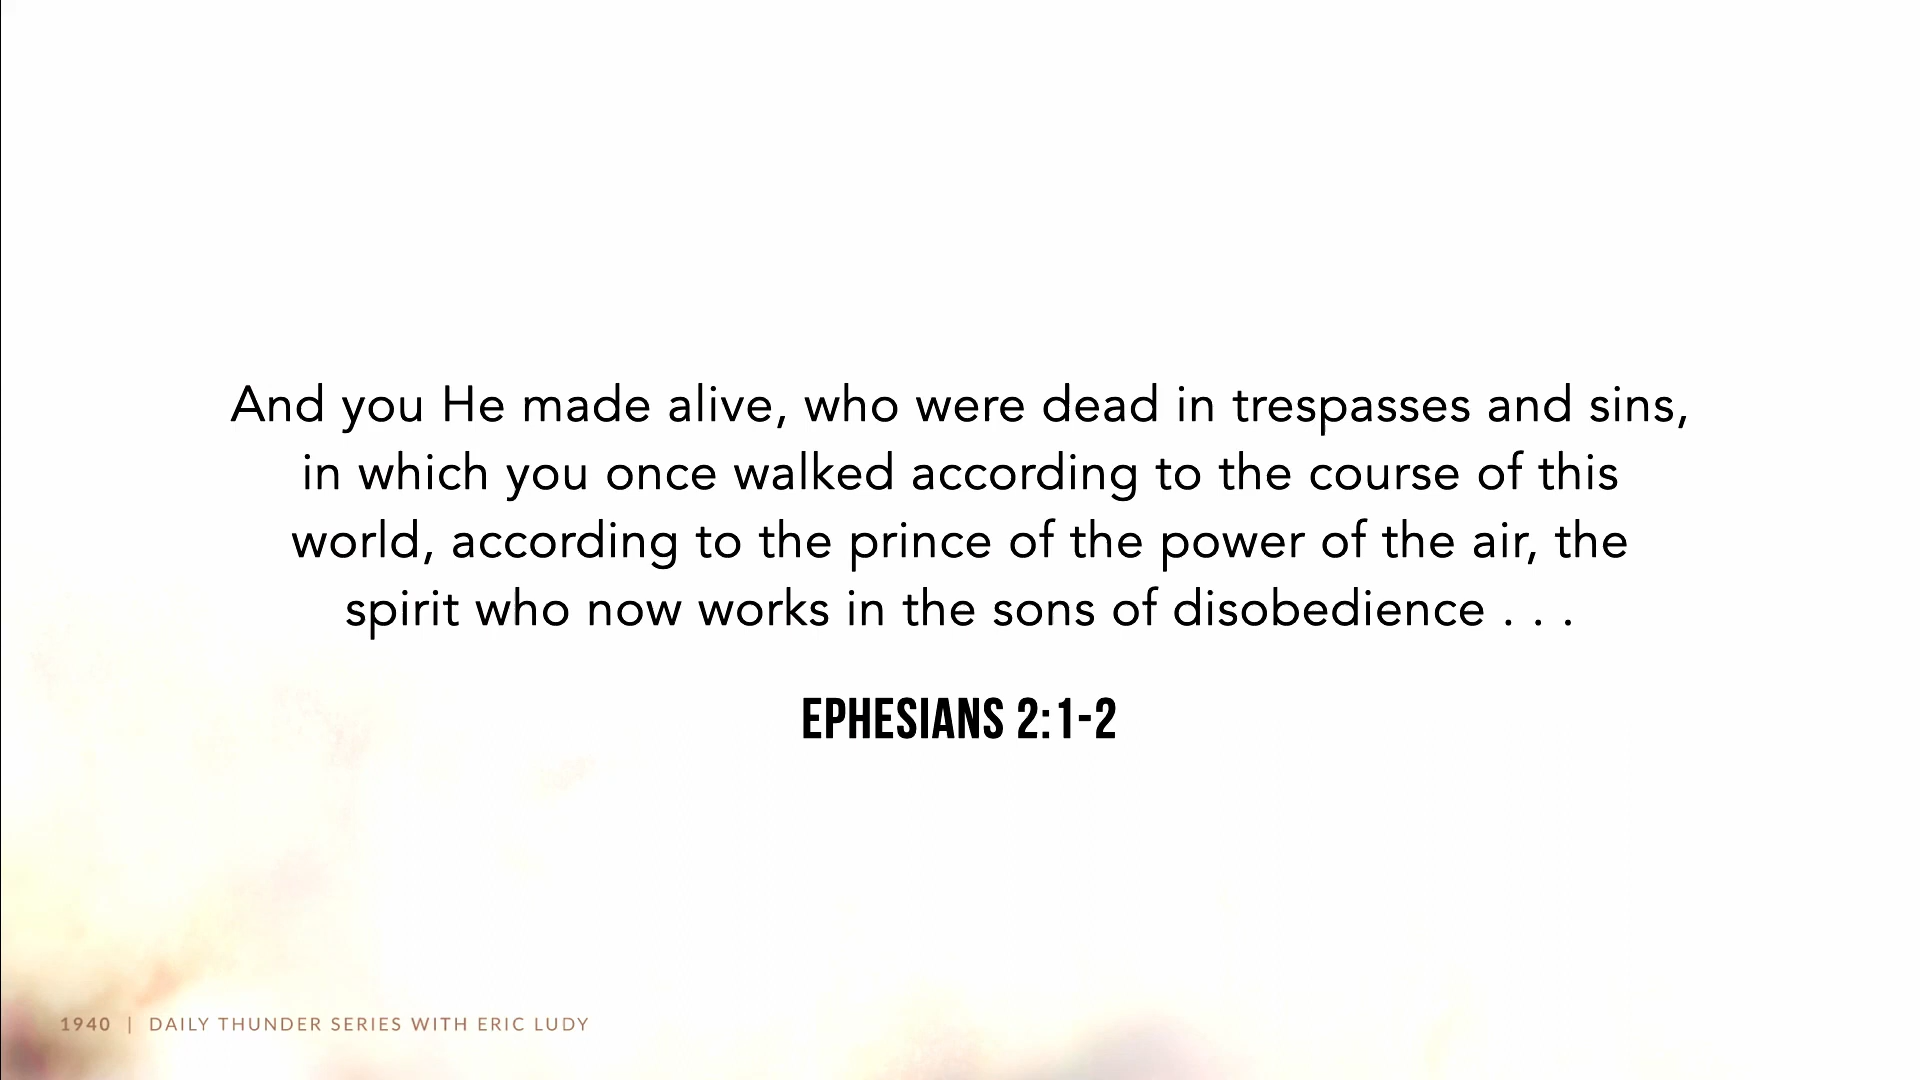 And you He made alive, who were dead in trespasses and sins,
in which you once walked according to the course of this
world, according to the prince of the power of the air, the
spirit who now works in the sons of disobedience . . .
EPHESIANS 2:1-2
1940 | DAILY THUNDER SERIES WITH ERIC LUDY